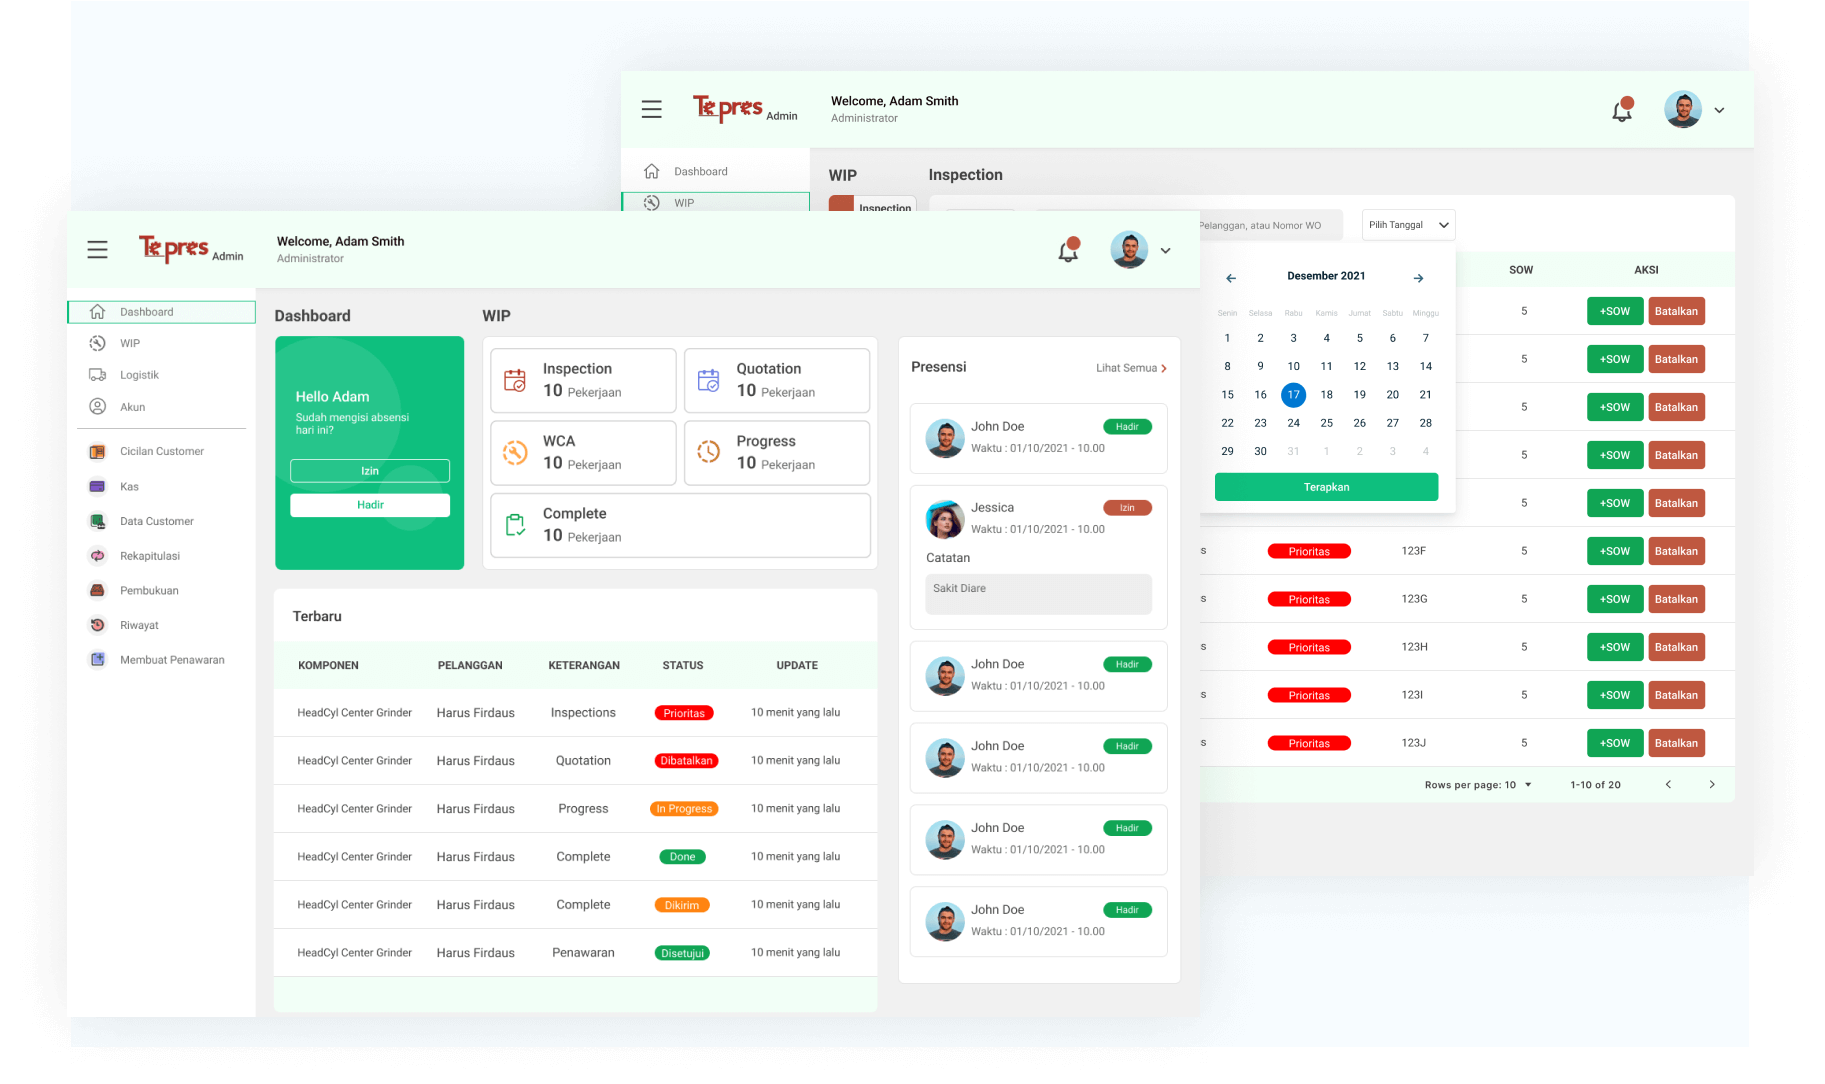 Tepres Admin
Welcome, Adam Smith
Administrator
Dashboard
WIP
WIP
Inspection
Inspection
Pelanggan, atau Nomor WO
Pilih Tanggal
Desember 2021
Senin Selasa Rabu Kamis Jumat Sabtu Minggu
1 2 3 4 5 6 7
8 9 10 11 12 13 14
15 16 17 18 19 20 21
22 23 24 25 26 27 28
29 30 31 1 2 3 4
Terapkan
SOW AKSI
5 +SOW Batalkan
5 +SOW Batalkan
5 +SOW Batalkan
5 +SOW Batalkan
5 +SOW Batalkan
s Prioritas 123F 5 +SOW Batalkan
s Prioritas 123G 5 +SOW Batalkan
s Prioritas 123H 5 +SOW Batalkan
s Prioritas 123I 5 +SOW Batalkan
s Prioritas 123J 5 +SOW Batalkan
Rows per page: 10 1-10 of 20
Tepres Admin
Welcome, Adam Smith
Administrator
Dashboard
WIP
Logistik
Akun
Cicilan Customer
Kas
Data Customer
Rekapitulasi
Pembukuan
Riwayat
Membuat Penawaran
Dashboard
Hello Adam
Sudah mengisi absensi
hari ini?
Izin
Hadir
WIP
Inspection
10 Pekerjaan
Quotation
10 Pekerjaan
WCA
10 Pekerjaan
Progress
10 Pekerjaan
Complete
10 Pekerjaan
Terbaru
KOMPONEN PELANGGAN KETERANGAN STATUS UPDATE
HeadCyl Center Grinder Harus Firdaus Inspections Prioritas 10 menit yang lalu
HeadCyl Center Grinder Harus Firdaus Quotation Dibatalkan 10 menit yang lalu
HeadCyl Center Grinder Harus Firdaus Progress In Progress 10 menit yang lalu
HeadCyl Center Grinder Harus Firdaus Complete Done 10 menit yang lalu
HeadCyl Center Grinder Harus Firdaus Complete Dikirim 10 menit yang lalu
HeadCyl Center Grinder Harus Firdaus Penawaran Disetujui 10 menit yang lalu
Presensi Lihat Semua
John Doe Hadir
Waktu : 01/10/2021 - 10.00
Jessica Izin
Waktu : 01/10/2021 - 10.00
Catatan
Sakit Diare
John Doe Hadir
Waktu : 01/10/2021 - 10.00
John Doe Hadir
Waktu : 01/10/2021 - 10.00
John Doe Hadir
Waktu : 01/10/2021 - 10.00
John Doe Hadir
Waktu : 01/10/2021 - 10.00